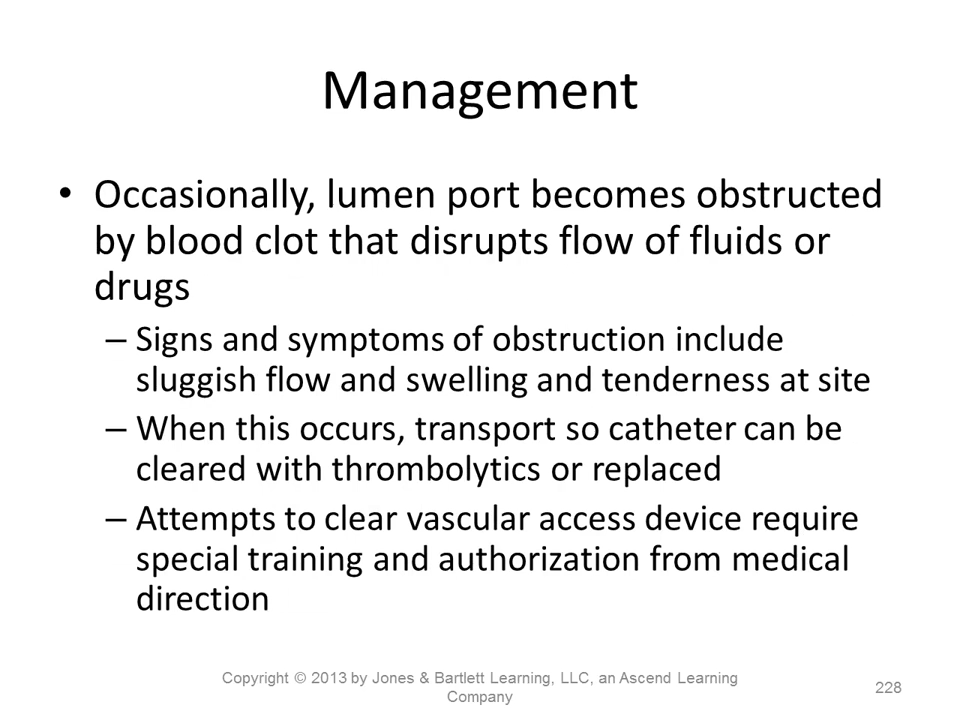 Management
• Occasionally, lumen port becomes obstructed
by blood clot that disrupts flow of fluids or
drugs
– Signs and symptoms of obstruction include
sluggish flow and swelling and tenderness at site
– When this occurs, transport so catheter can be
cleared with thrombolytics or replaced
– Attempts to clear vascular access device require
special training and authorization from medical
direction
Copyright © 2013 by Jones & Bartlett Learning, LLC, an Ascend Learning
Company
228